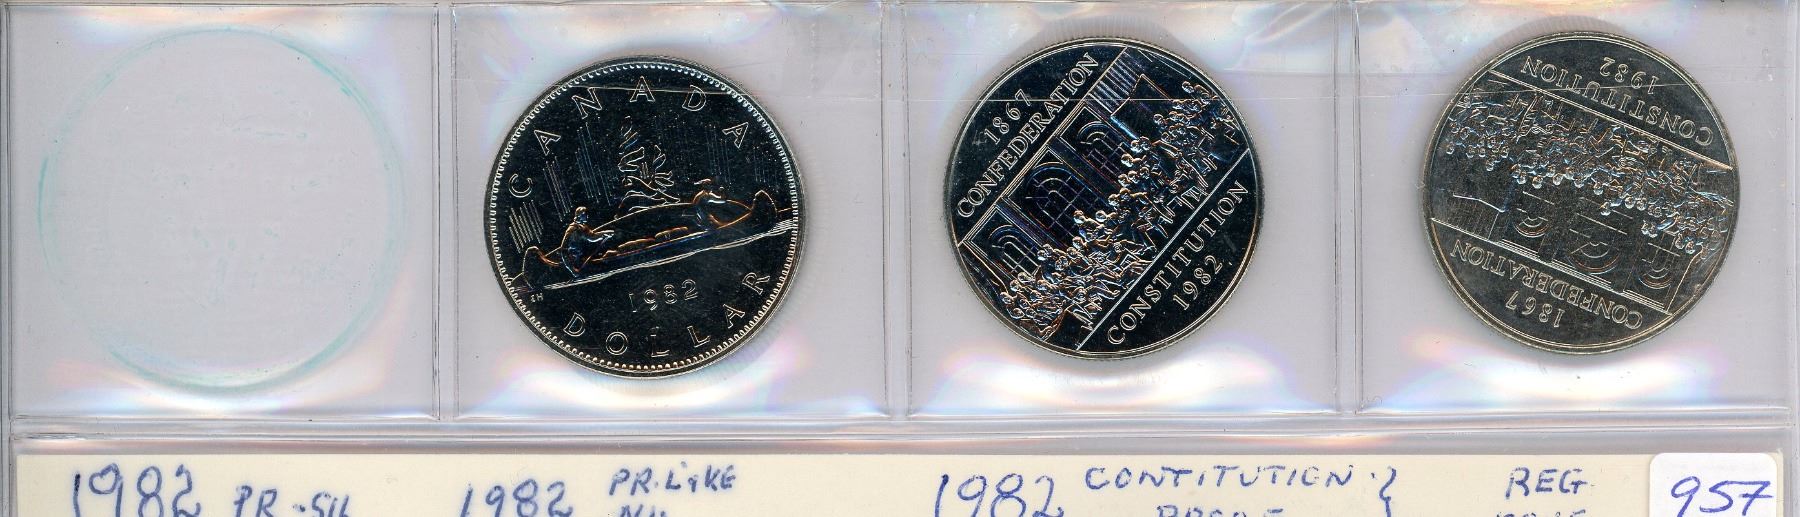 CANADA
1982
DOLLAR
1867
CONFEDERATION
CONSTITUTION
1982
CONSTITUTION
1982
1867
CONFEDERATION
1982 PR-SIL
1982 PR.LIKE
1982 CONTITUTION
REG
957